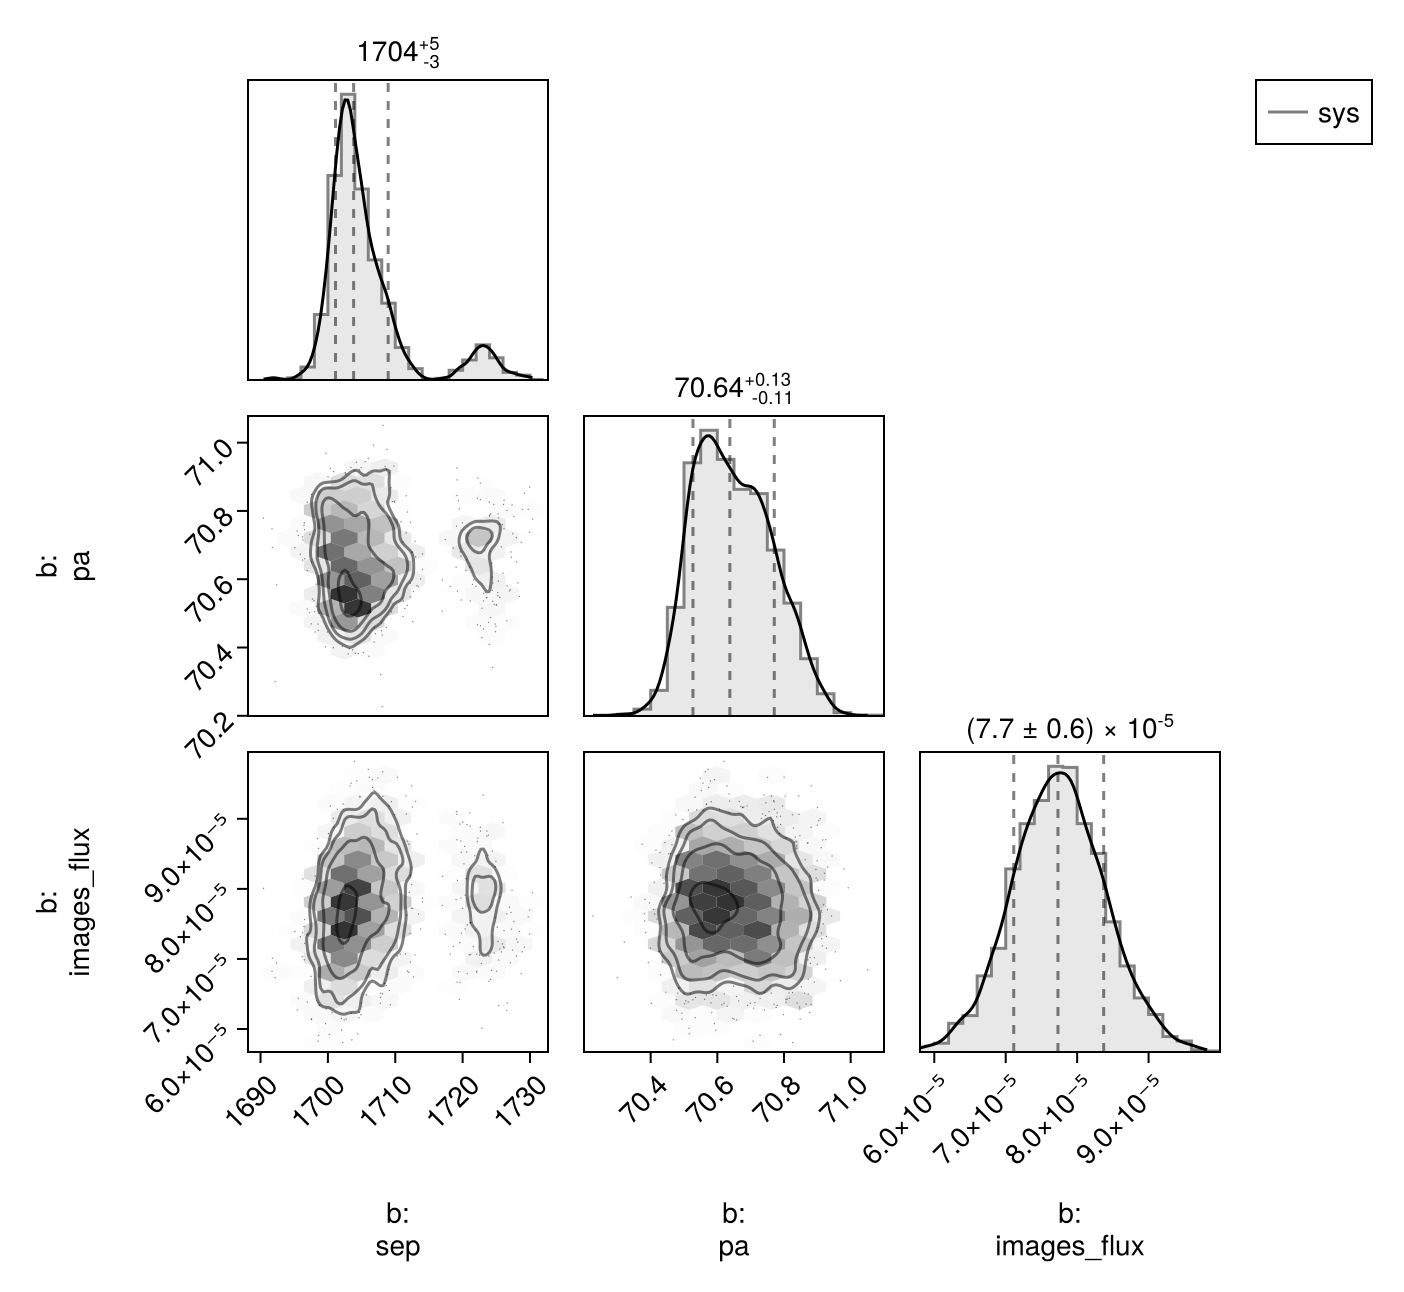 1704+5-3
sys
70.64+0.13-0.11
71.0
70.8
70.6
70.4
70.2
b:
pa
(7.7 ± 0.6) × 10-5
9.0×10⁻⁵
8.0×10⁻⁵
7.0×10⁻⁵
6.0×10⁻⁵
b:
images_flux
1690 1700 1710 1720 1730
70.4 70.6 70.8 71.0
6.0×10⁻⁵ 7.0×10⁻⁵ 8.0×10⁻⁵ 9.0×10⁻⁵
b:
sep
b:
pa
b:
images_flux